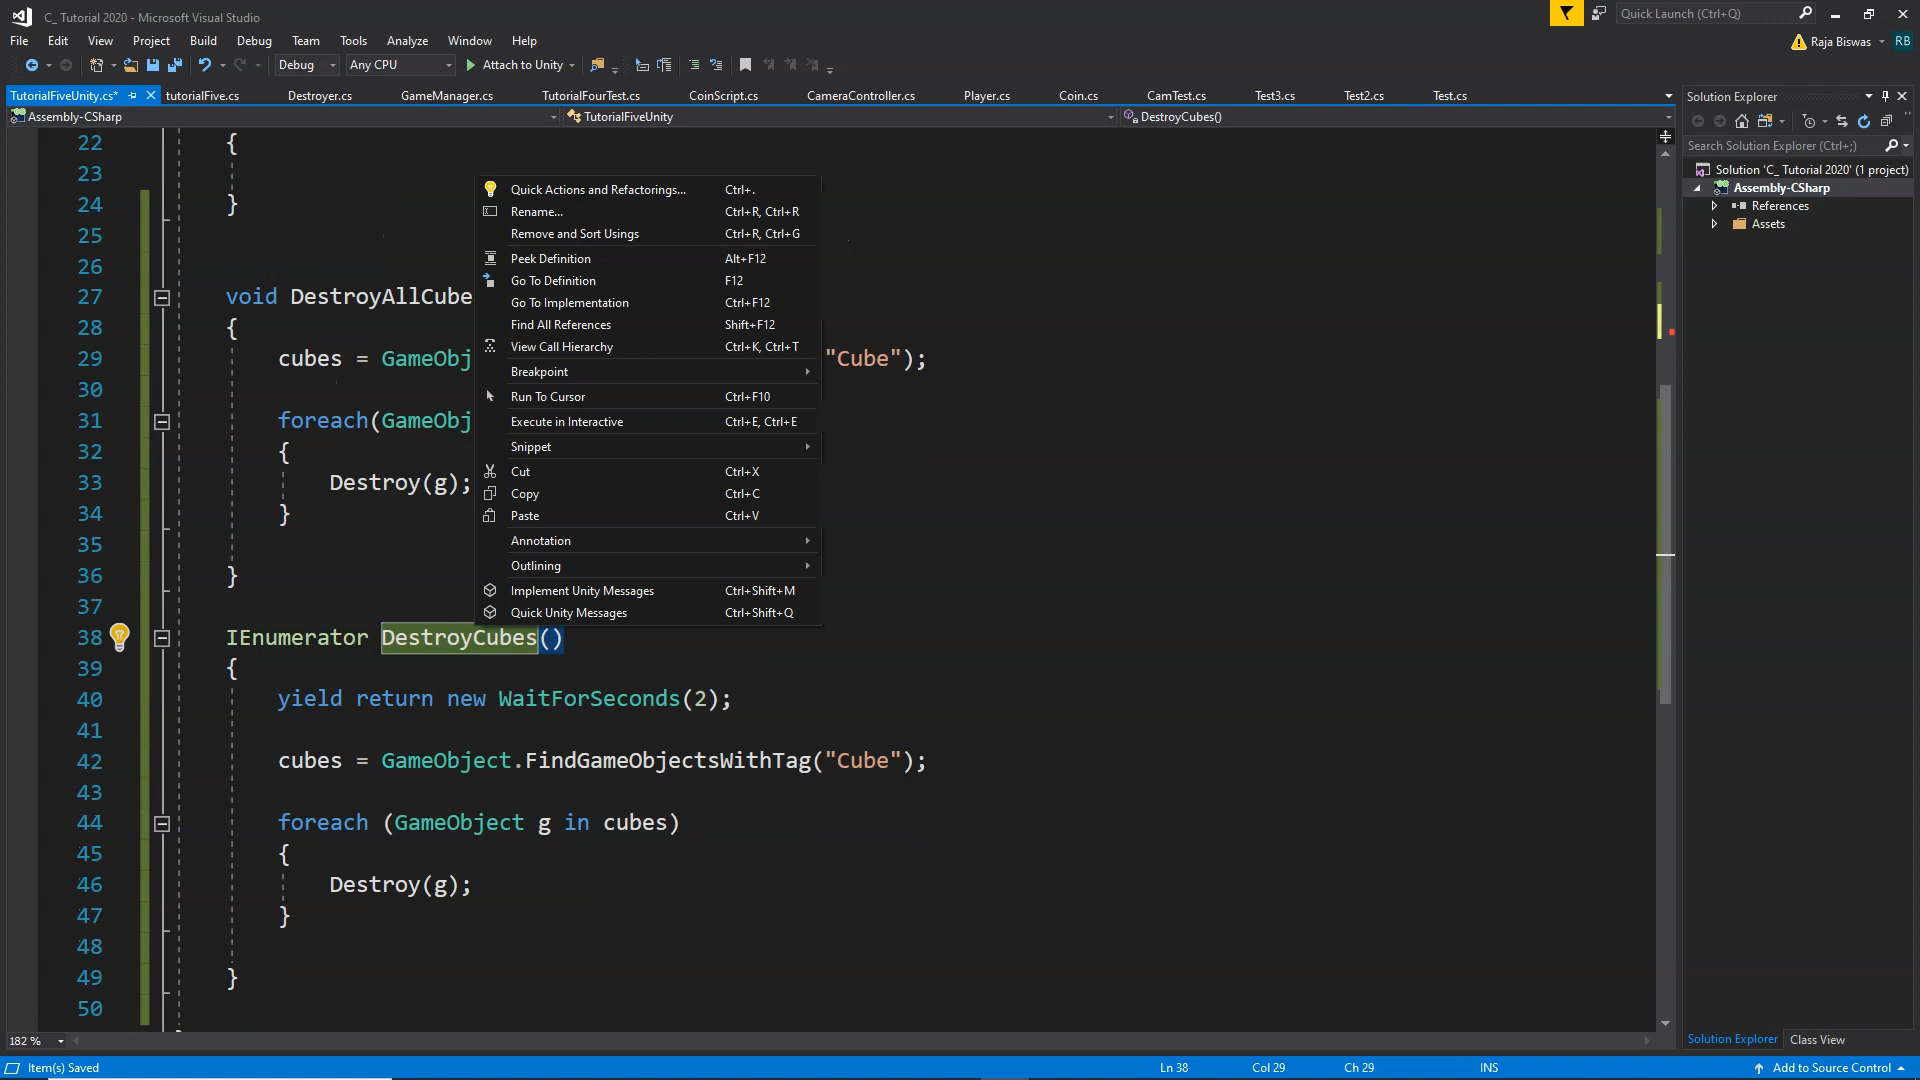 C_ Tutorial 2020 - Microsoft Visual Studio
Quick Launch (Ctrl+Q)
File Edit View Project Build Debug Team Tools Analyze Window Help
Raja Biswas RB
Debug Any CPU Attach to Unity
TutorialFiveUnity.cs* tutorialFive.cs Destroyer.cs GameManager.cs TutorialFourTest.cs CoinScript.cs CameraController.cs Player.cs Coin.cs CamTest.cs Test3.cs Test2.cs Test.cs
Assembly-CSharp TutorialFiveUnity DestroyCubes()
Solution Explorer
Search Solution Explorer (Ctrl+;)
Solution 'C_ Tutorial 2020' (1 project)
Assembly-CSharp
References
Assets
22 {
23
24 }
25
26
27 void DestroyAllCube
28 {
29 cubes = GameObj "Cube");
30
31 foreach(GameObj
32 {
33 Destroy(g);
34 }
35
36 }
37
38 IEnumerator DestroyCubes()
39 {
40 yield return new WaitForSeconds(2);
41
42 cubes = GameObject.FindGameObjectsWithTag("Cube");
43
44 foreach (GameObject g in cubes)
45 {
46 Destroy(g);
47 }
48
49 }
50
Quick Actions and Refactorings... Ctrl+.
Rename... Ctrl+R, Ctrl+R
Remove and Sort Usings Ctrl+R, Ctrl+G
Peek Definition Alt+F12
Go To Definition F12
Go To Implementation Ctrl+F12
Find All References Shift+F12
View Call Hierarchy Ctrl+K, Ctrl+T
Breakpoint
Run To Cursor Ctrl+F10
Execute in Interactive Ctrl+E, Ctrl+E
Snippet
Cut Ctrl+X
Copy Ctrl+C
Paste Ctrl+V
Annotation
Outlining
Implement Unity Messages Ctrl+Shift+M
Quick Unity Messages Ctrl+Shift+Q
182 %
Solution Explorer Class View
Item(s) Saved Ln 38 Col 29 Ch 29 INS Add to Source Control